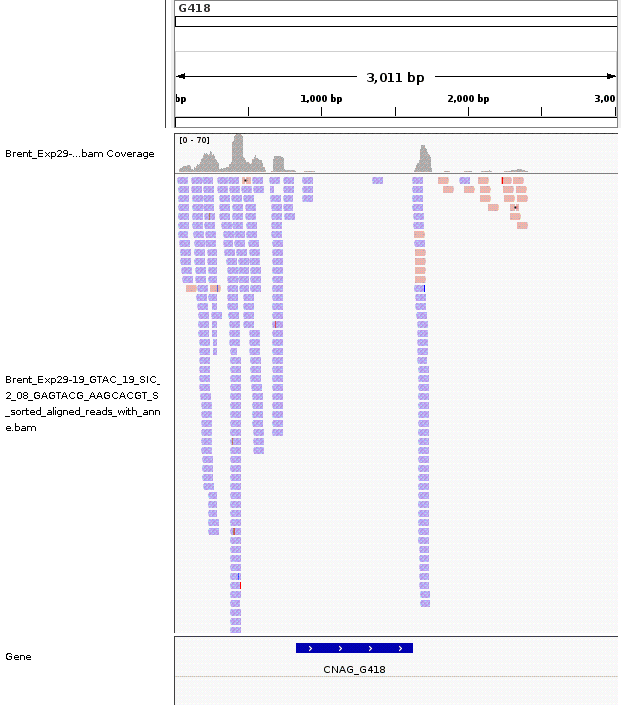 G418
3,011 bp
bp 1,000 bp 2,000 bp 3,00
[0 - 70]
Brent_Exp29-...bam Coverage
Brent_Exp29-19_GTAC_19_SIC_
2_08_GAGTACG_AAGCACGT_S
_sorted_aligned_reads_with_ann
e.bam
Gene
CNAG_G418